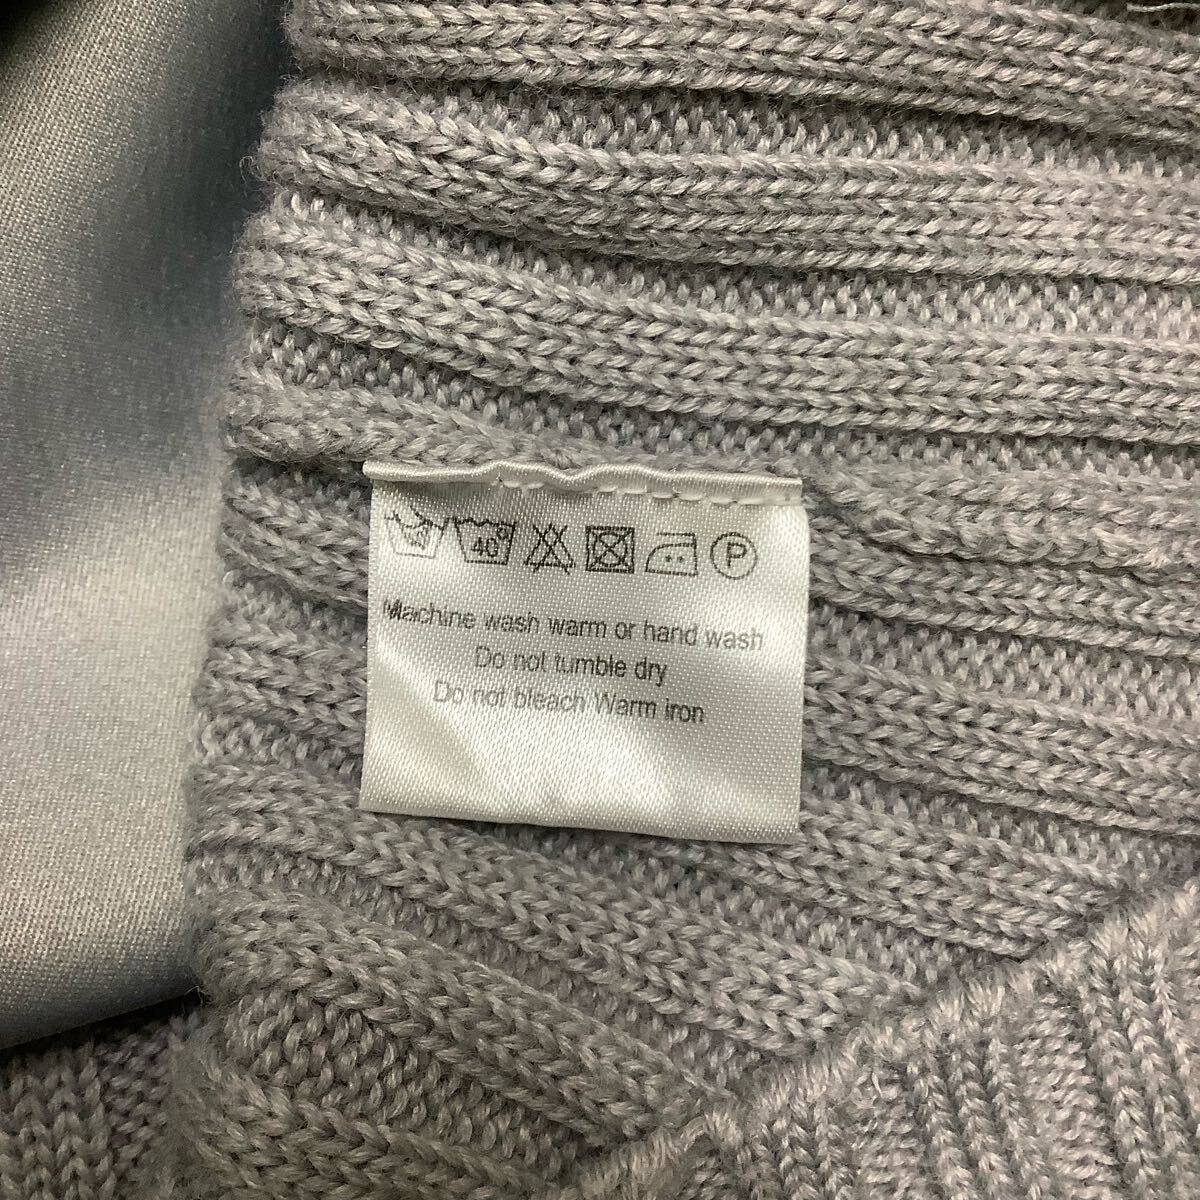 40° P
Machine wash warm or hand wash
Do not tumble dry
Do not bleach Warm iron